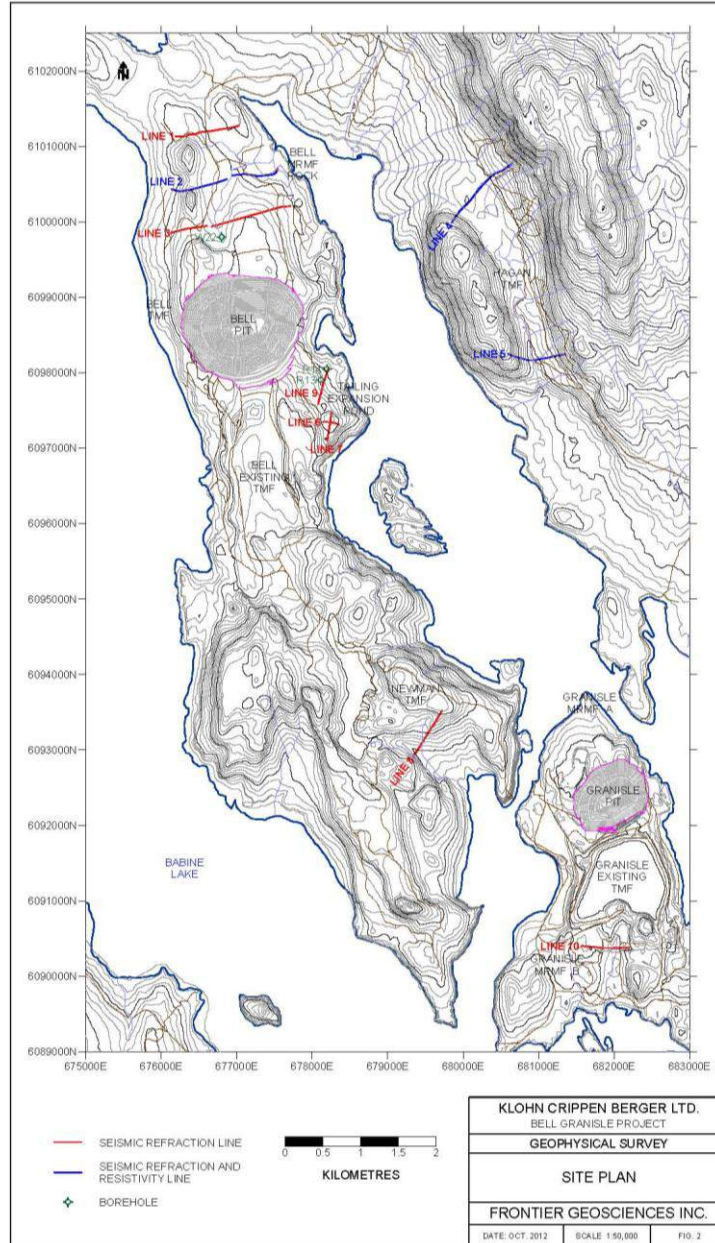 6102000N
N
6101000N
LINE 1
BELL
MRMF
ROCK
LINE 2
6100000N
LINE 3
LINE 4
HAGAN
TMF
6099000N
BELL
TMF
BELL
PIT
LINE 5
6098000N
LINE 9
TAILING
EXPANSION
POND
LINE 6
LINE 7
6097000N
BELL
EXISTING
TMF
6096000N
6095000N
6094000N
NEWMAN
TMF
GRANISLE
MRMF A
6093000N
LINE 8
GRANISLE
PIT
6092000N
BABINE
LAKE
GRANISLE
EXISTING
TMF
6091000N
LINE 10
GRANISLE
MRMF B
6090000N
6089000N
675000E 676000E 677000E 678000E 679000E 680000E 681000E 682000E 683000E
SEISMIC REFRACTION LINE
SEISMIC REFRACTION AND
RESISTIVITY LINE
BOREHOLE
0 0.5 1 1.5 2
KILOMETRES
KLOHN CRIPPEN BERGER LTD.
BELL GRANISLE PROJECT
GEOPHYSICAL SURVEY
SITE PLAN
FRONTIER GEOSCIENCES INC.
DATE: OCT. 2012 SCALE 1:50,000 FIG. 2